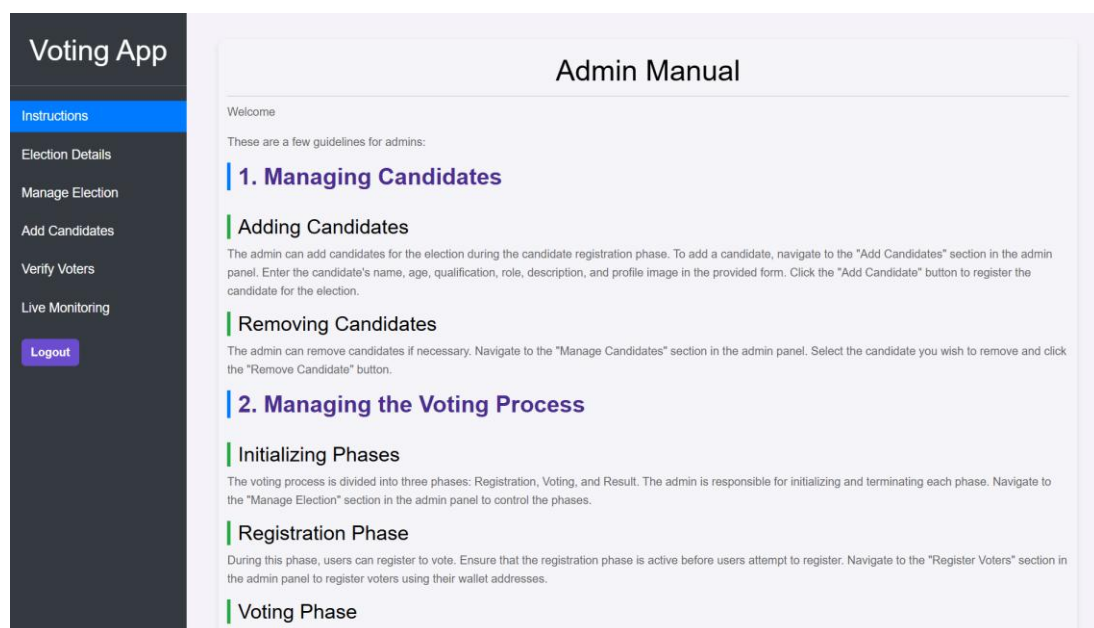 Voting App
Instructions
Election Details
Manage Election
Add Candidates
Verify Voters
Live Monitoring
Logout
Admin Manual
Welcome
These are a few guidelines for admins:
1. Managing Candidates
Adding Candidates
The admin can add candidates for the election during the candidate registration phase. To add a candidate, navigate to the "Add Candidates" section in the admin
panel. Enter the candidate's name, age, qualification, role, description, and profile image in the provided form. Click the "Add Candidate" button to register the
candidate for the election.
Removing Candidates
The admin can remove candidates if necessary. Navigate to the "Manage Candidates" section in the admin panel. Select the candidate you wish to remove and click
the "Remove Candidate" button.
2. Managing the Voting Process
Initializing Phases
The voting process is divided into three phases: Registration, Voting, and Result. The admin is responsible for initializing and terminating each phase. Navigate to
the "Manage Election" section in the admin panel to control the phases.
Registration Phase
During this phase, users can register to vote. Ensure that the registration phase is active before users attempt to register. Navigate to the "Register Voters" section in
the admin panel to register voters using their wallet addresses.
Voting Phase